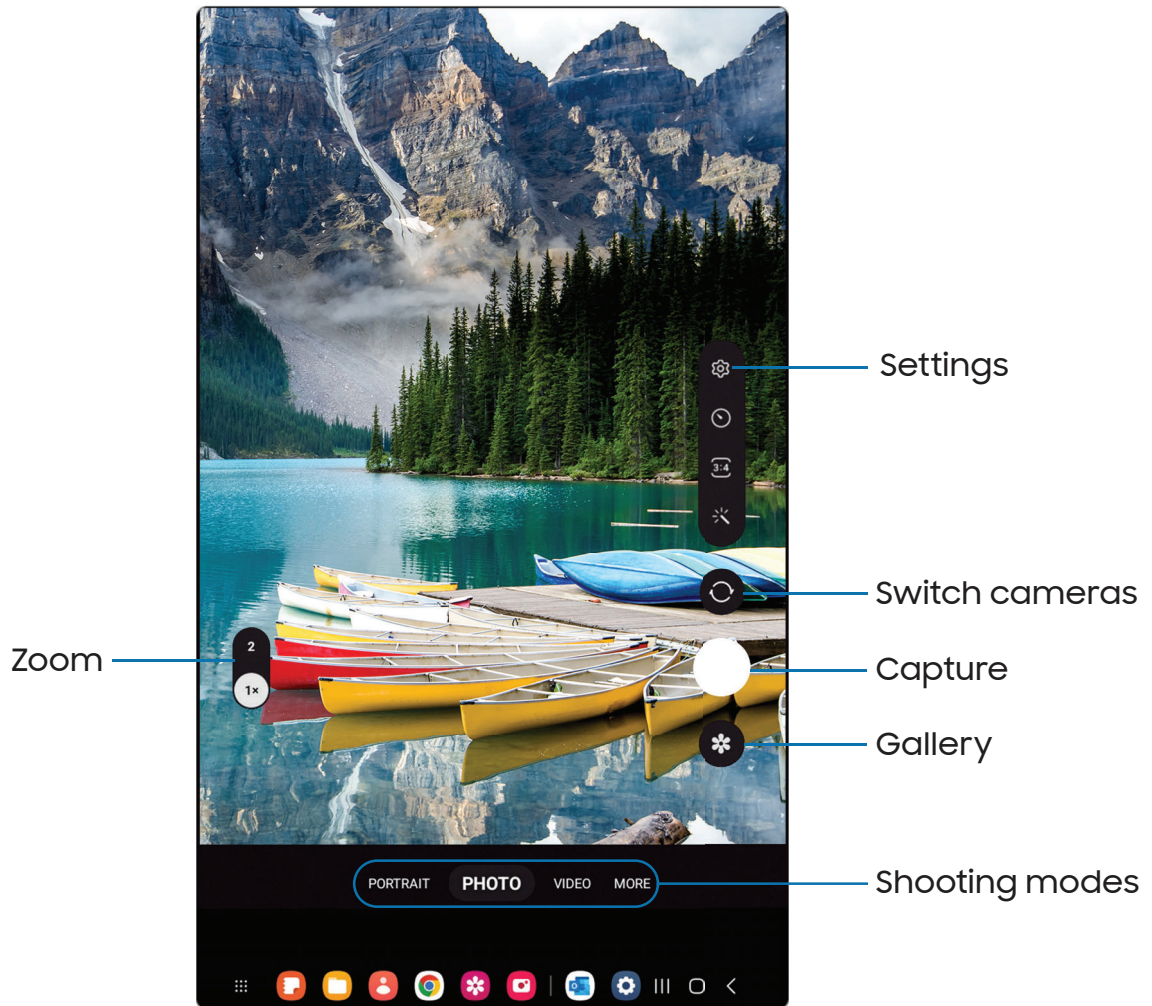 Settings
3:4
Switch cameras
2
Zoom
1×
Capture
Gallery
PORTRAIT PHOTO VIDEO MORE
Shooting modes